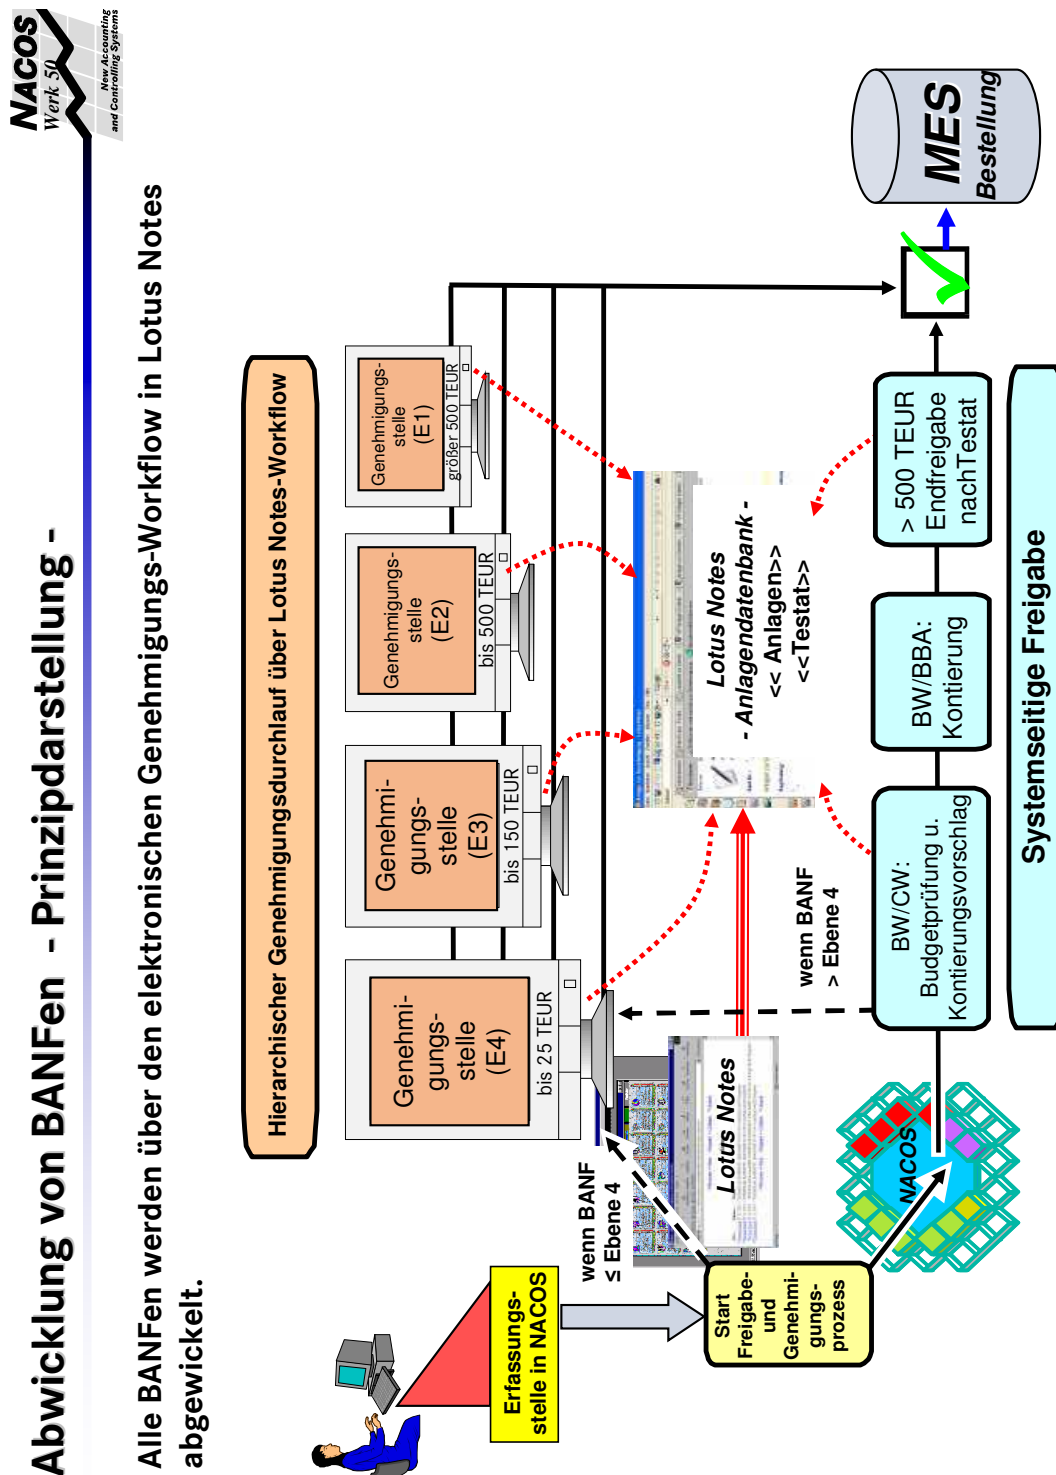 Abwicklung von BANFen - Prinzipdarstellung -
NACOS
Werk 50
New Accounting
and Controlling Systems
Alle BANFen werden über den elektronischen Genehmigungs-Workflow in Lotus Notes
abgewickelt.
Hierarchischer Genehmigungsdurchlauf über Lotus Notes-Workflow
Genehmi-
gungs-
stelle
(E4)
bis 25 TEUR
Genehmi-
gungs-
stelle
(E3)
bis 150 TEUR
Genehmigungs-
stelle
(E2)
bis 500 TEUR
Genehmigungs-
stelle
(E1)
größer 500 TEUR
Erfassungs-
stelle in NACOS
wenn BANF
≤ Ebene 4
Lotus Notes
wenn BANF
> Ebene 4
Lotus Notes
- Anlagendatenbank -
<< Anlagen>>
<<Testat>>
Start
Freigabe-
und
Genehmi-
gungs-
prozess
NACOS
BW/CW:
Budgetprüfung u.
Kontierungsvorschlag
BW/BBA:
Kontierung
> 500 TEUR
Endfreigabe
nachTestat
MES
Bestellung
Systemseitige Freigabe